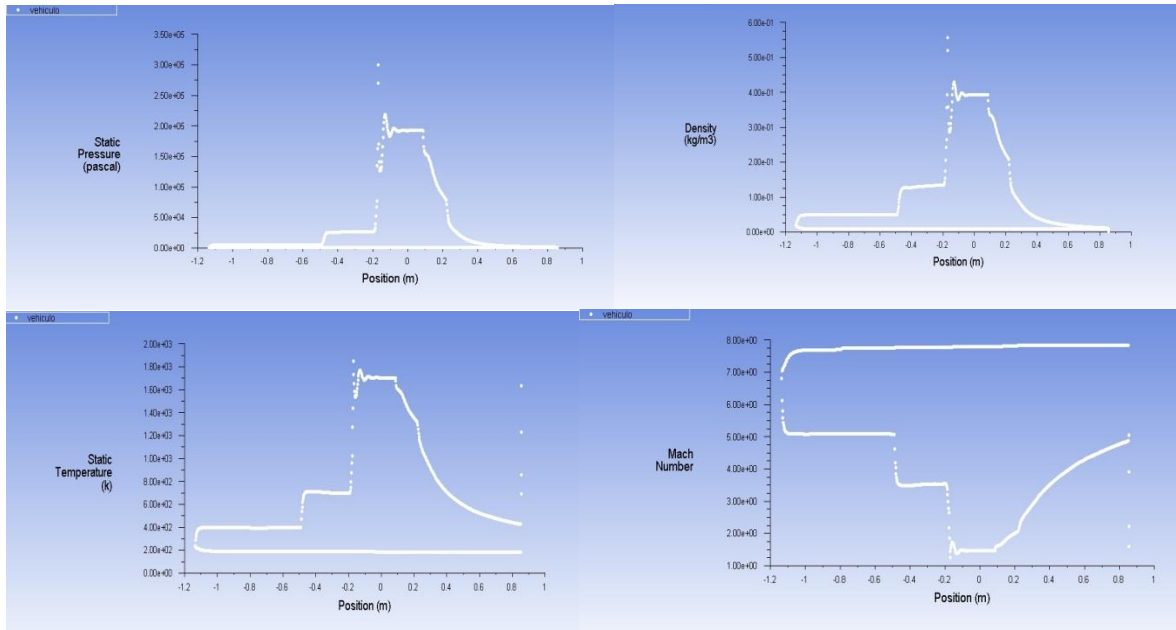 vehiculo
3.50e+05
3.00e+05
2.50e+05
2.00e+05
1.50e+05
1.00e+05
5.00e+04
0.00e+00
Static
Pressure
(pascal)
-1.2 -1 -0.8 -0.6 -0.4 -0.2 0 0.2 0.4 0.6 0.8 1
Position (m)
vehiculo
6.00e-01
5.00e-01
4.00e-01
3.00e-01
2.00e-01
1.00e-01
0.00e+00
Density
(kg/m3)
-1.2 -1 -0.8 -0.6 -0.4 -0.2 0 0.2 0.4 0.6 0.8 1
Position (m)
vehiculo
2.00e+03
1.80e+03
1.60e+03
1.40e+03
1.20e+03
1.00e+03
8.00e+02
6.00e+02
4.00e+02
2.00e+02
0.00e+00
Static
Temperature
(k)
-1.2 -1 -0.8 -0.6 -0.4 -0.2 0 0.2 0.4 0.6 0.8 1
Position (m)
vehiculo
8.00e+00
7.00e+00
6.00e+00
5.00e+00
4.00e+00
3.00e+00
2.00e+00
1.00e+00
Mach
Number
-1.2 -1 -0.8 -0.6 -0.4 -0.2 0 0.2 0.4 0.6 0.8 1
Position (m)